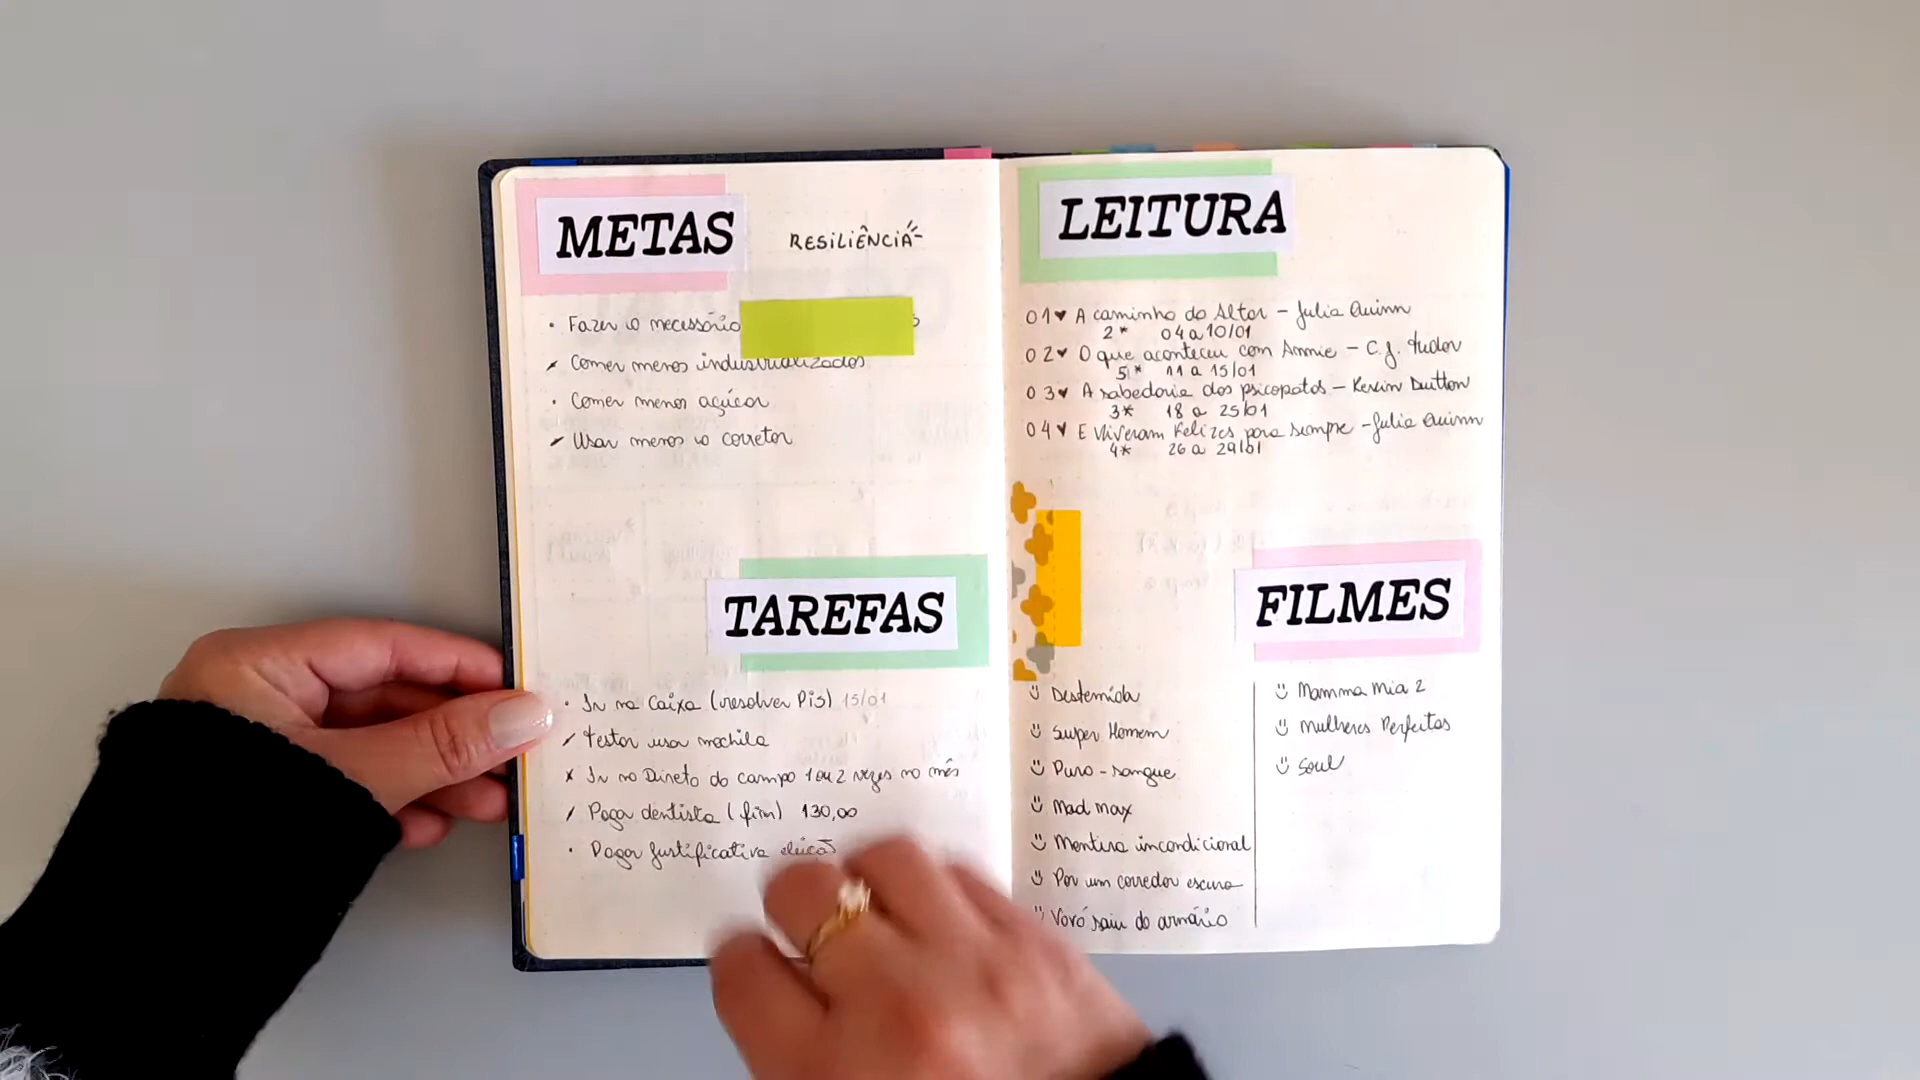 METAS
RESILIÊNCIA
• Fazer o necessário
Comer menos industrializados
• Comer menos açúcar
Usar menos o corretor
TAREFAS
• Ir na Caixa (resolver Pis) 15/01
Testar usar mochila
x Ir no Direto do campo 1 ou 2 vezes no mês
Pagar dentista (fim) 130,00
• Pagar justificativa eleição
LEITURA
01♥ A caminho do Altar - Julia Quinn
2* 04 a 10/01
02♥ O que aconteceu com Annie - C.J. Tudor
5* 11 a 15/01
03♥ A sabedoria dos psicopatas - Kevin Dutton
3* 18 a 25/01
04♥ E Viveram Felizes para sempre - Julia Quinn
4* 26 a 29/01
FILMES
Destemida
Super Homem
Puro-sangue
Mad max
Mentira incondicional
Por um corredor escuro
Vovó saiu do armário
Mamma Mia 2
Mulheres Perfeitas
Soul